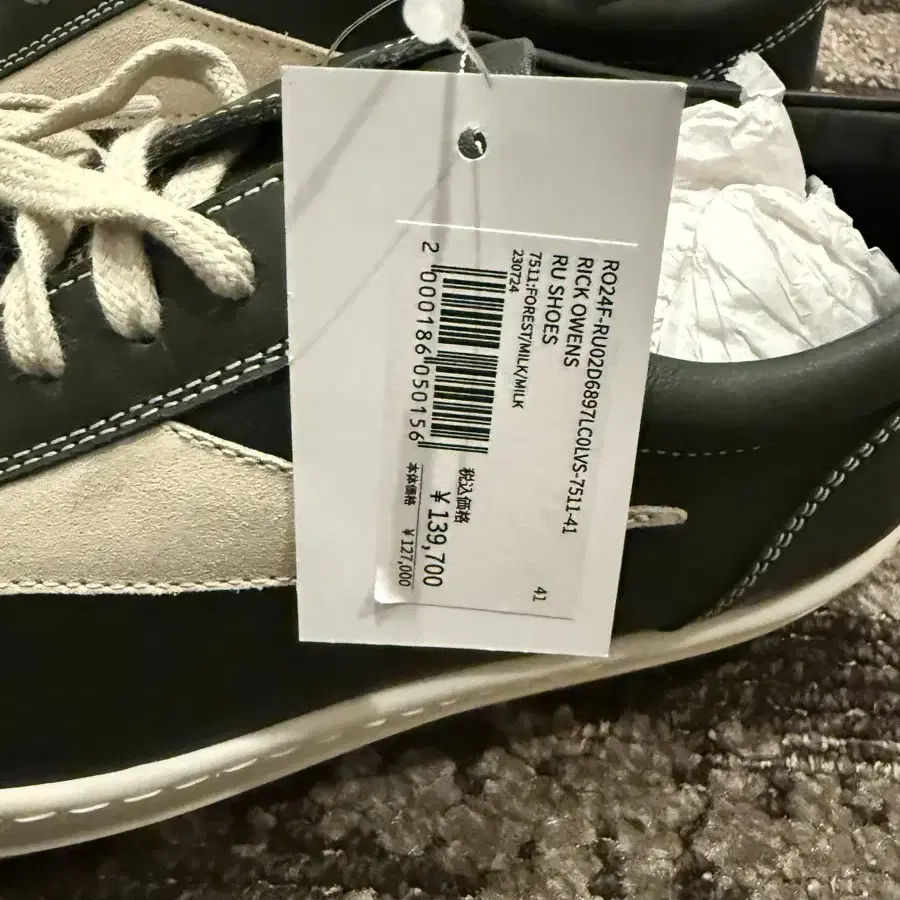 RO24F-RU02D6897LC0LVS-7511-41
RICK OWENS
RU SHOES
7511:FOREST/MILK/MILK
230724
41
2 000186 050156
税込価格
¥ 139,700
本体価格 ¥ 127,000